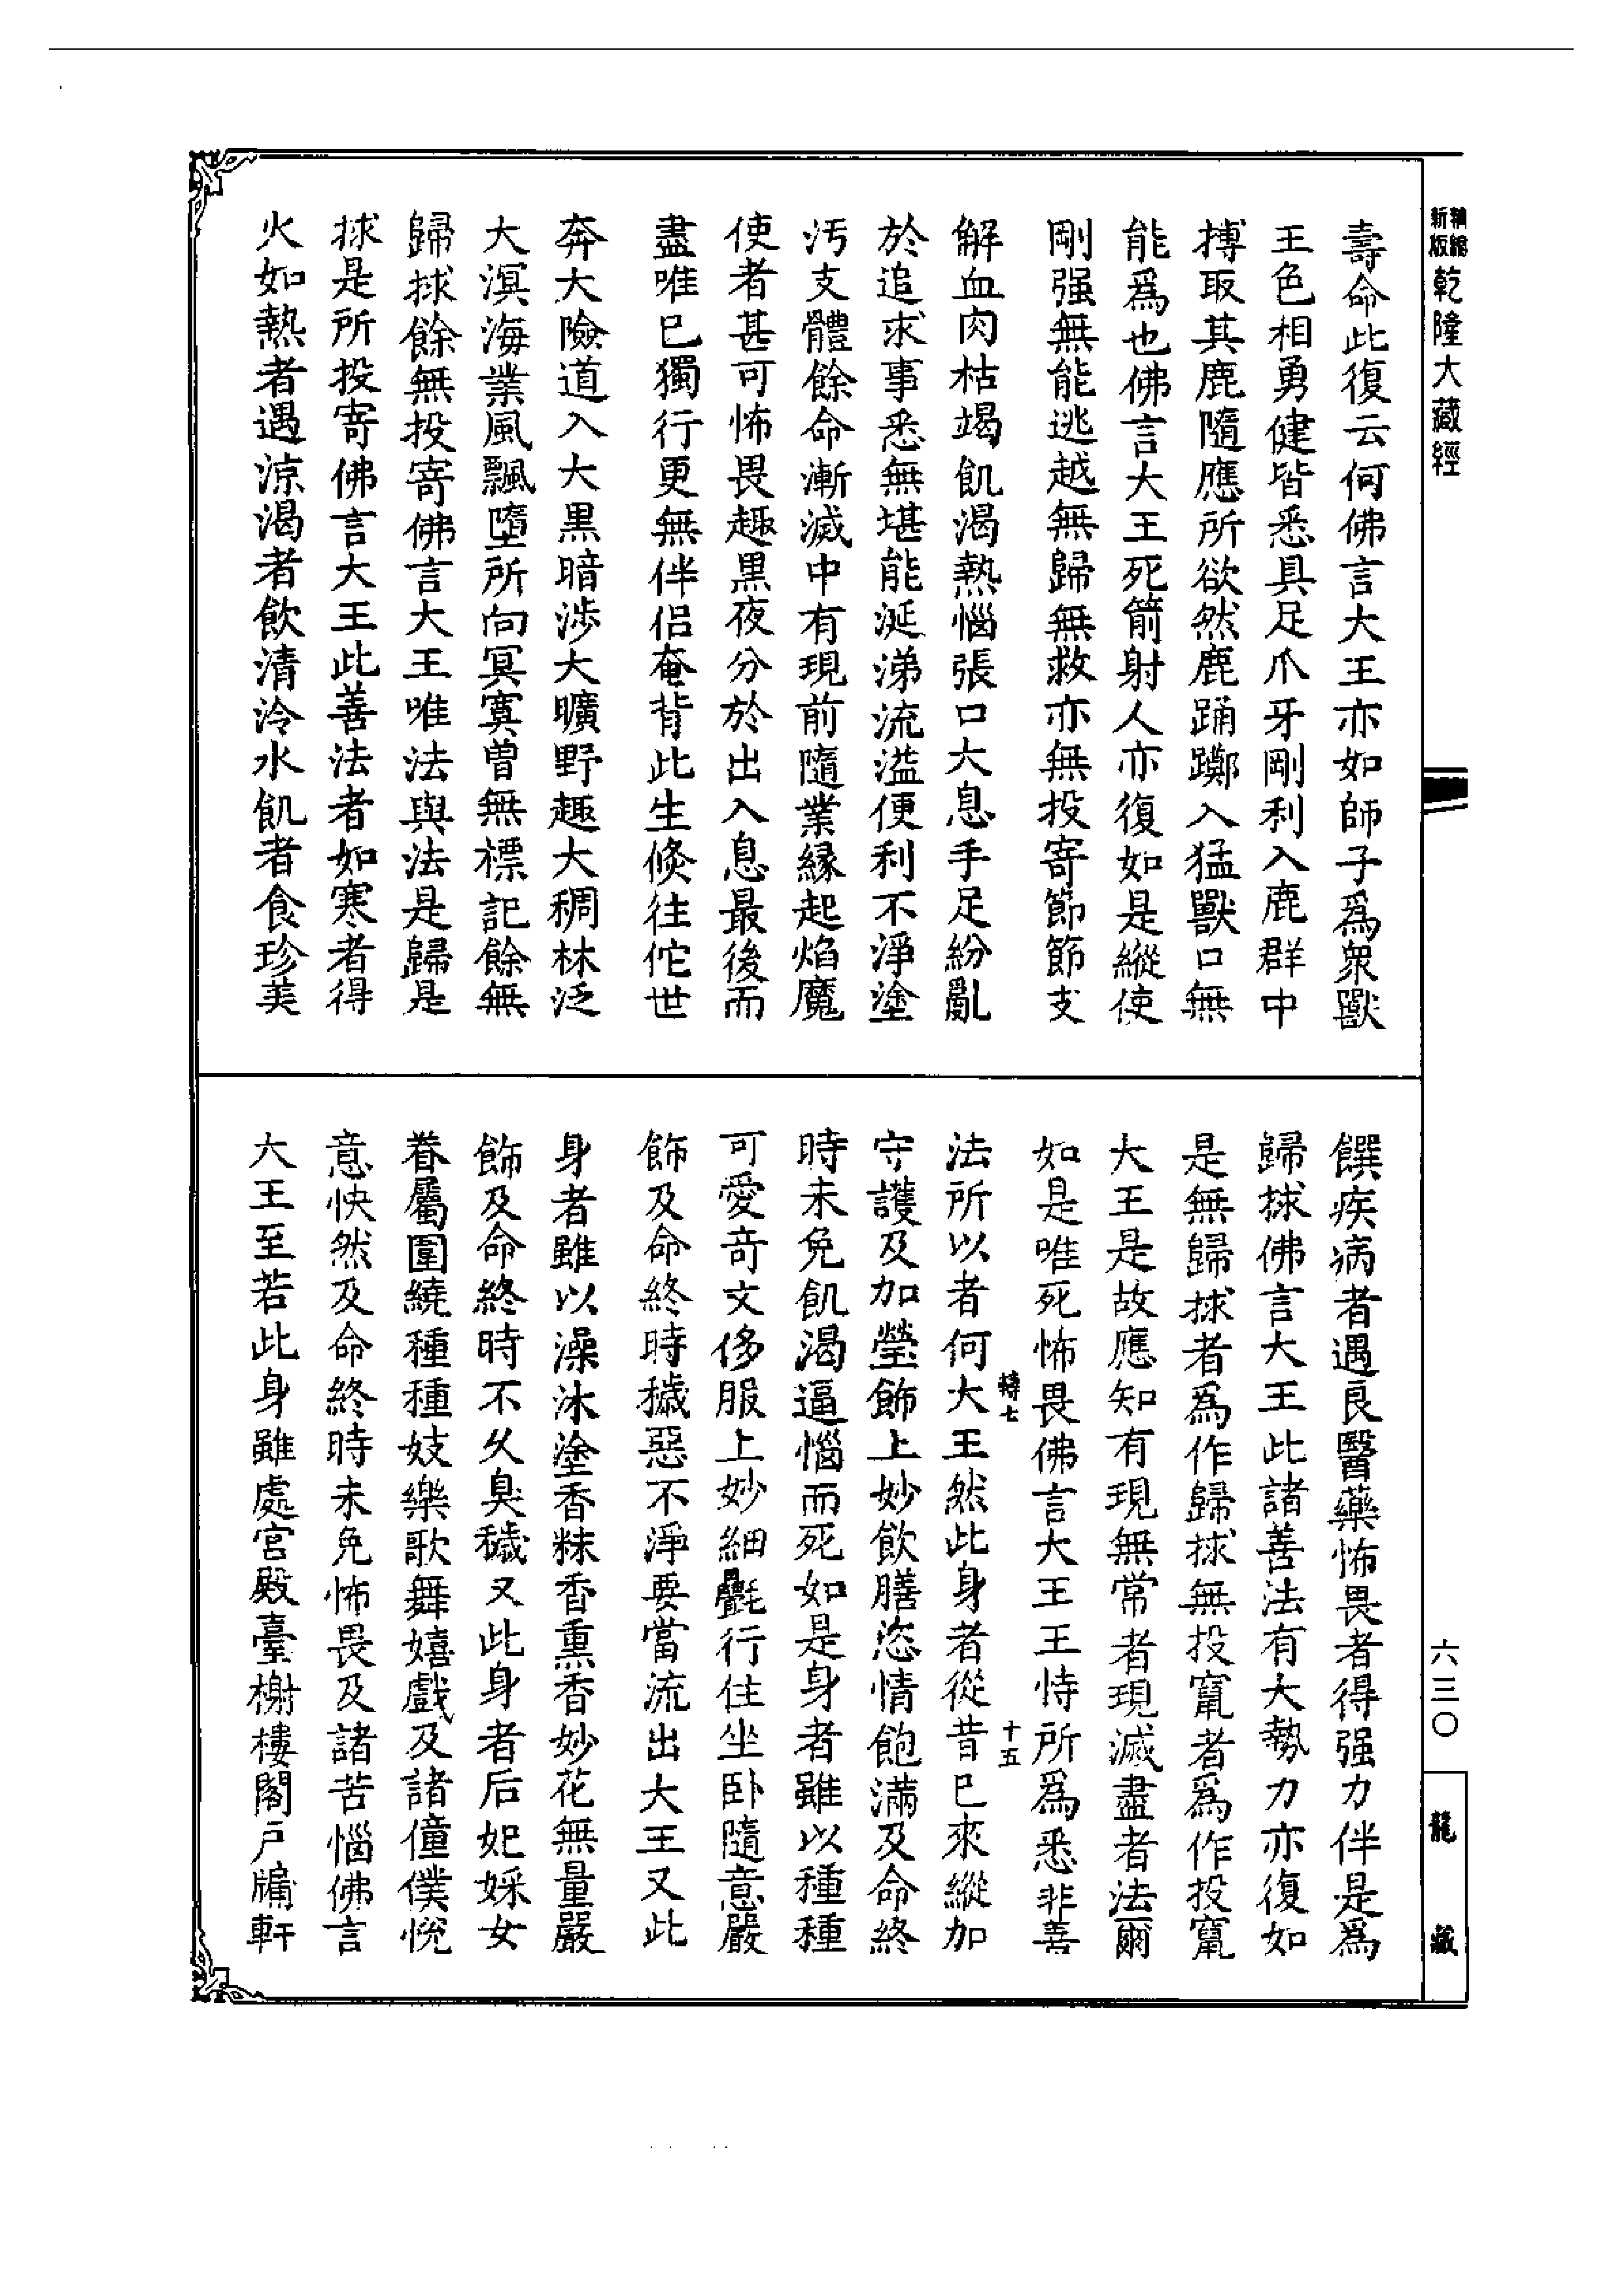 精縮
新版
乾隆大藏經
壽命此復云何佛言大王亦如師子爲衆獸
王色相勇健皆悉具足爪牙剛利入鹿群中
搏取其鹿隨應所欲然鹿踊躑入猛獸口無
能爲也佛言大王死箭射人亦復如是縱使
剛强無能逃越無歸無救亦無投寄節節支
解血肉枯竭飢渴熱惱張口大息手足紛亂
於追求事悉無堪能涎涕流溢便利不淨塗
汚支體餘命漸滅中有現前隨業緣起焰魔
使者甚可怖畏趣黑夜分於出入息最後而
盡唯已獨行更無伴侶奄背此生倏往佗世
奔大險道入大黑暗涉大曠野趣大稠林泛
大溟海業風飄墮所向冥寞曽無標記餘無
歸捄餘無投寄佛言大王唯法與法是歸是
捄是所投寄佛言大王此善法者如寒者得
火如熱者遇涼渴者飲清泠水飢者食珍美
饌疾病者遇良醫藥怖畏者得强力伴是爲
歸捄佛言大王此諸善法有大勢力亦復如
是無歸捄者爲作歸捄無投竄者爲作投竄
大王是故應知有現無常者現滅盡者法爾
如是唯死怖畏佛言大王王恃所爲悉非善
轉七
十五
法所以者何大王然此身者從昔已來縱加
守護及加瑩飾上妙飲膳恣情飽滿及命終
時未免飢渴逼惱而死如是身者雖以種種
可愛奇文侈服上妙細㲲行住坐卧隨意嚴
飾及命終時穢惡不淨要當流出大王又此
身者雖以澡沐塗香粖香熏香妙花無量嚴
飾及命終時不久臭穢又此身者后妃婇女
眷屬圍繞種種妓樂歌舞嬉戲及諸僮僕悅
意快然及命終時未免怖畏及諸苦惱佛言
大王至若此身雖處宮殿臺榭樓閣戶牖軒
六三〇
龍藏